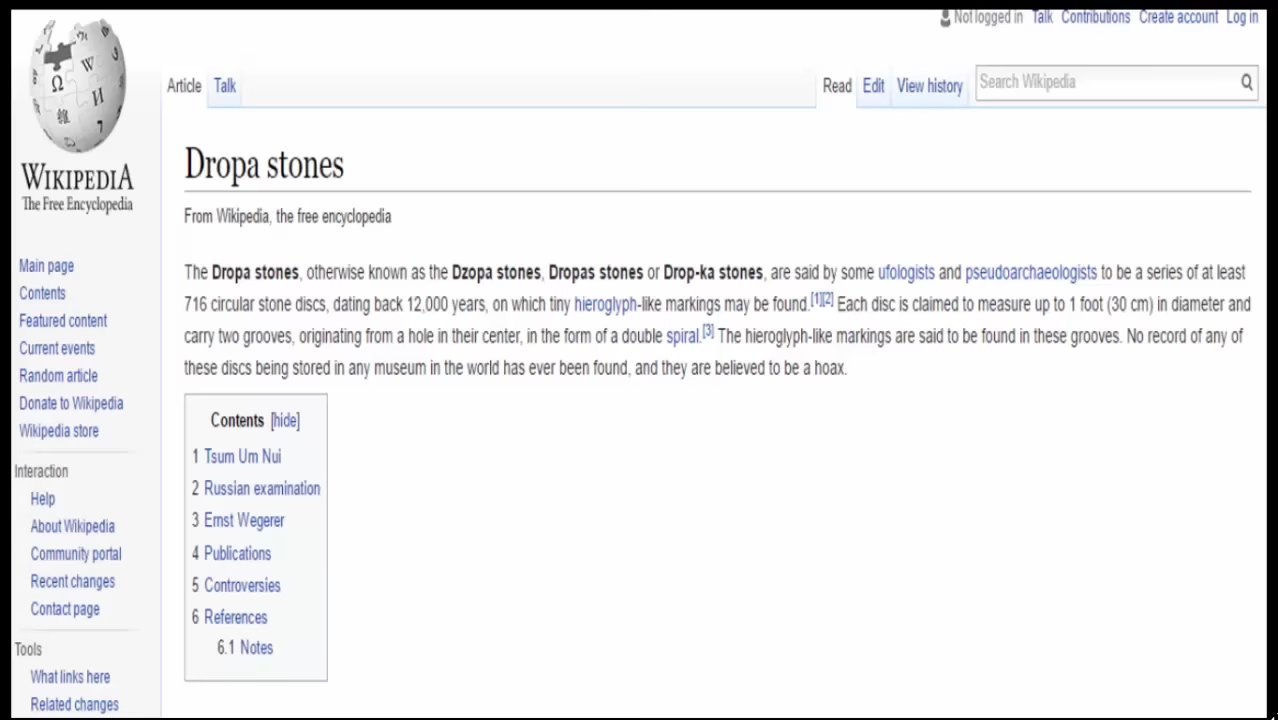 Not logged in Talk Contributions Create account Log in
Article Talk Read Edit View history Search Wikipedia
WIKIPEDIA
The Free Encyclopedia
Dropa stones
From Wikipedia, the free encyclopedia
The Dropa stones, otherwise known as the Dzopa stones, Dropas stones or Drop-ka stones, are said by some ufologists and pseudoarchaeologists to be a series of at least
716 circular stone discs, dating back 12,000 years, on which tiny hieroglyph-like markings may be found.[1][2] Each disc is claimed to measure up to 1 foot (30 cm) in diameter and
carry two grooves, originating from a hole in their center, in the form of a double spiral.[3] The hieroglyph-like markings are said to be found in these grooves. No record of any of
these discs being stored in any museum in the world has ever been found, and they are believed to be a hoax.
Contents [hide]
1 Tsum Um Nui
2 Russian examination
3 Ernst Wegerer
4 Publications
5 Controversies
6 References
6.1 Notes
Main page
Contents
Featured content
Current events
Random article
Donate to Wikipedia
Wikipedia store
Interaction
Help
About Wikipedia
Community portal
Recent changes
Contact page
Tools
What links here
Related changes